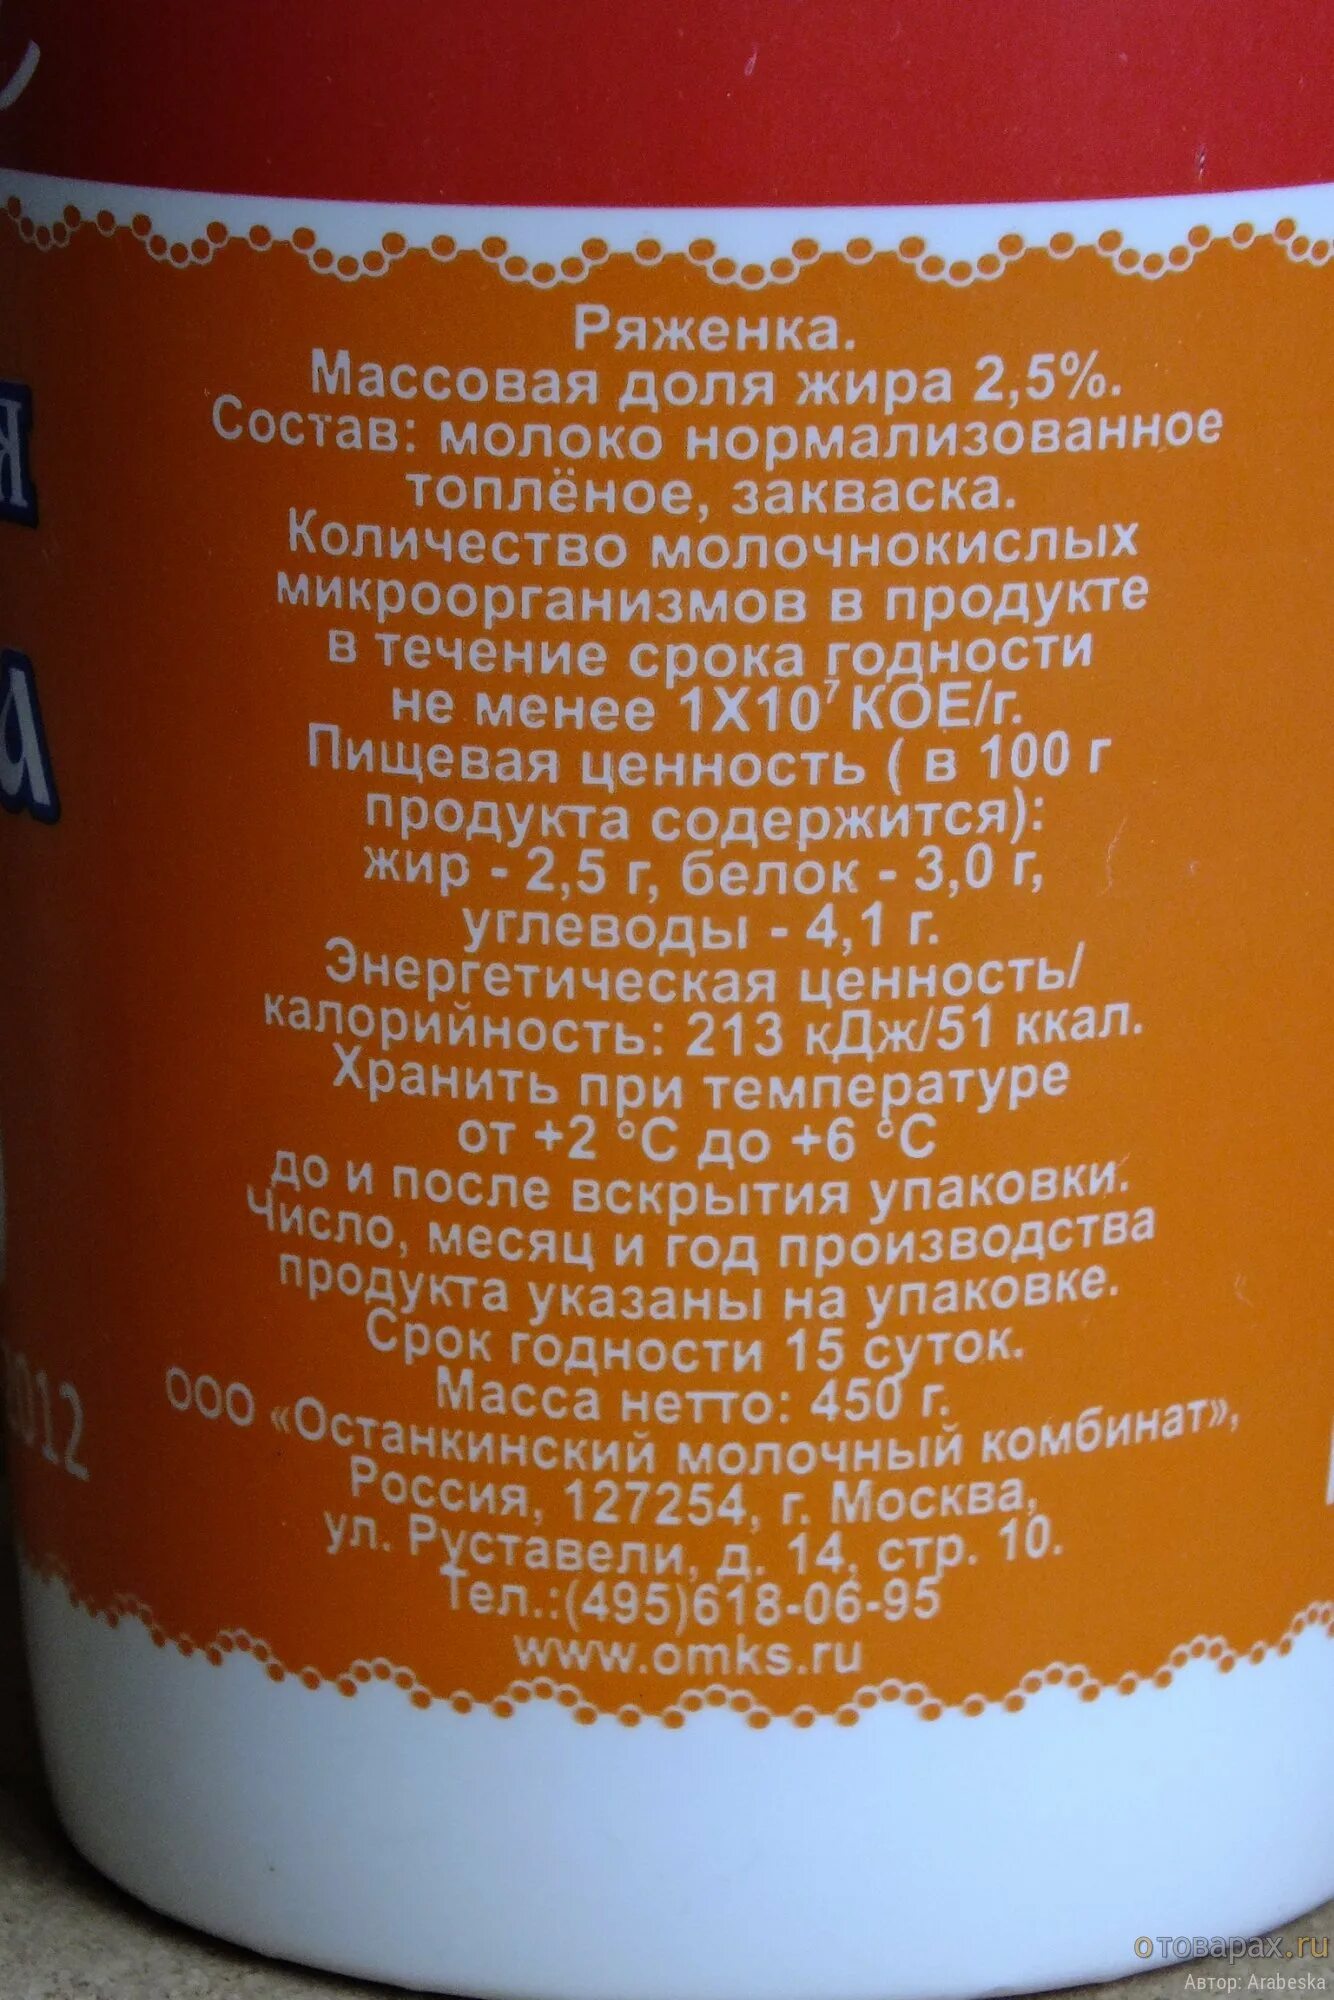 Ряженка.
Массовая доля жира 2,5%.
Состав: молоко нормализованное
топлёное, закваска.
Количество молочнокислых
микроорганизмов в продукте
в течение срока годности
не менее 1Х10⁷ КОЕ/г.
Пищевая ценность ( в 100 г
продукта содержится):
жир - 2,5 г, белок - 3,0 г,
углеводы - 4,1 г.
Энергетическая ценность/
калорийность: 213 кДж/51 ккал.
Хранить при температуре
от +2 °С до +6 °С
до и после вскрытия упаковки.
Число, месяц и год производства
продукта указаны на упаковке.
Срок годности 15 суток.
Масса нетто: 450 г.
ООО «Останкинский молочный комбинат»,
Россия, 127254, г. Москва,
ул. Руставели, д. 14, стр. 10.
Тел.:(495)618-06-95
www.omks.ru
отоварах.ru
Автор: Arabeska